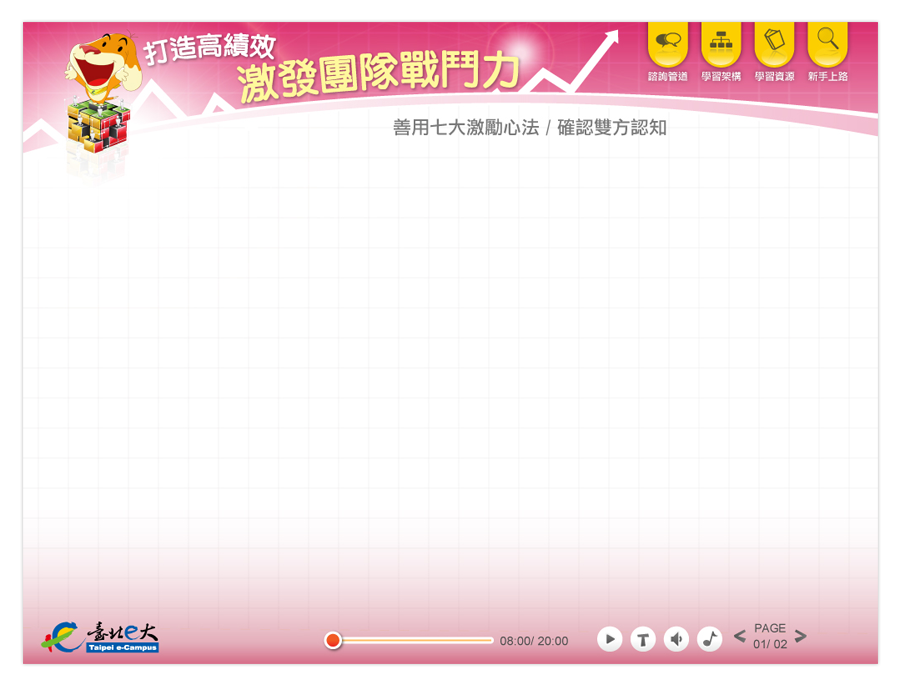 打造高績效
激發團隊戰鬥力
諮詢管道
學習架構
學習資源
新手上路
善用七大激勵心法 / 確認雙方認知
臺北e大
Taipei e-Campus
08:00/ 20:00
T
PAGE
01/ 02